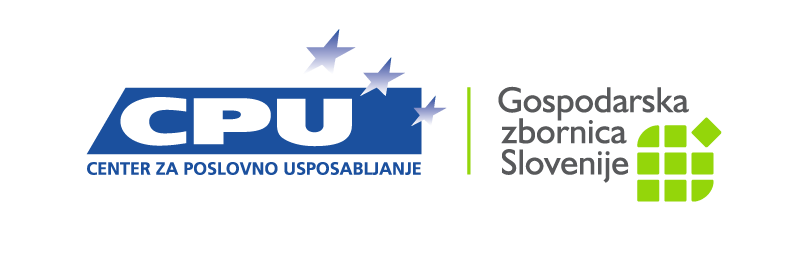 CPU
CENTER ZA POSLOVNO USPOSABLJANJE
Gospodarska
zbornica
Slovenije